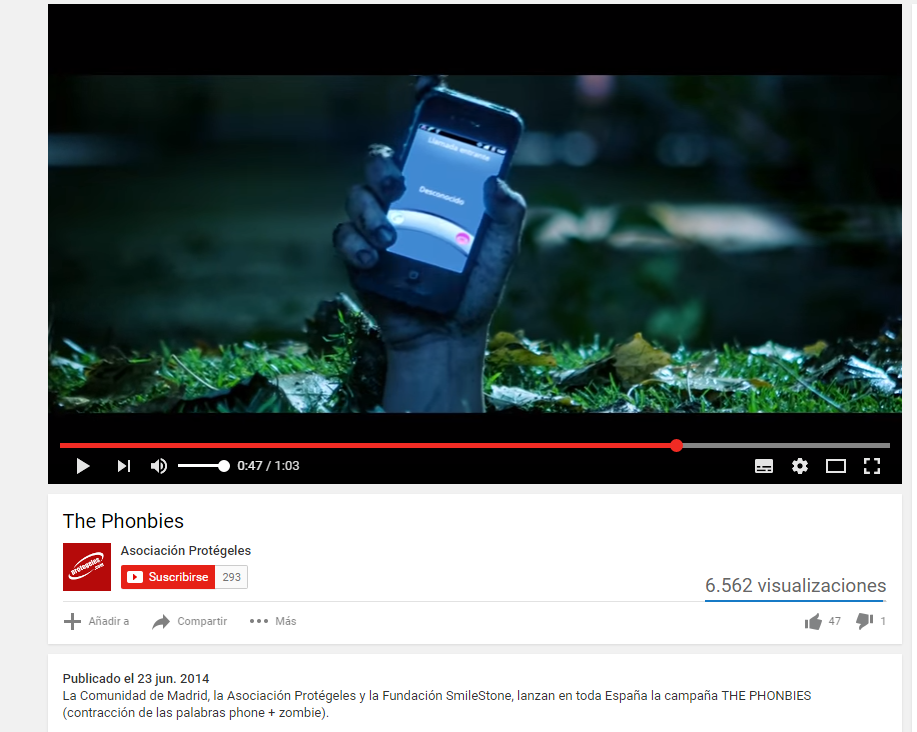 Llamada entrante
Desconocido
0:47 / 1:03
The Phonbies
protegeles
.com
Asociación Protégeles
Suscribirse 293
6.562 visualizaciones
Añadir a Compartir Más 47 1
Publicado el 23 jun. 2014
La Comunidad de Madrid, la Asociación Protégeles y la Fundación SmileStone, lanzan en toda España la campaña THE PHONBIES
(contracción de las palabras phone + zombie).